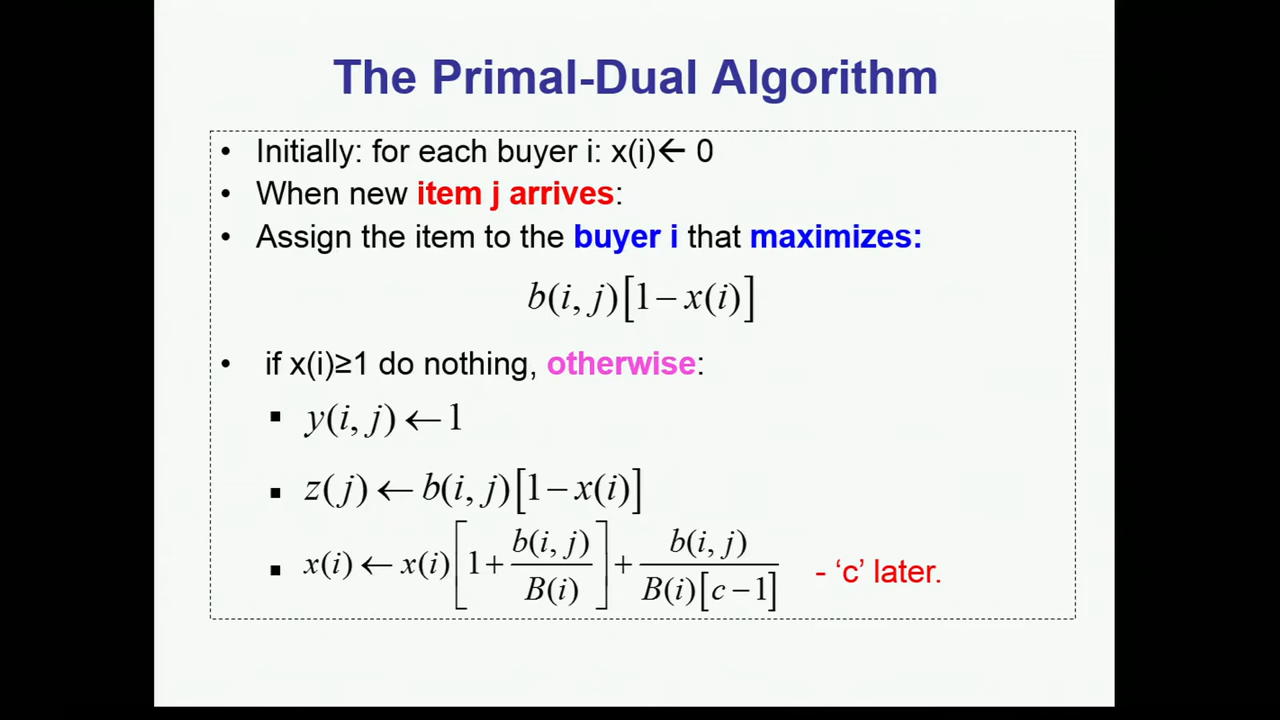 The Primal-Dual Algorithm
• Initially: for each buyer i: x(i)← 0
• When new item j arrives:
• Assign the item to the buyer i that maximizes:
b(i, j)[1 − x(i)]
• if x(i)≥1 do nothing, otherwise:
▪ y(i, j) ← 1
▪ z(j) ← b(i, j)[1 − x(i)]
▪ x(i) ← x(i)[1 + b(i, j)/B(i)] + b(i, j)/B(i)[c − 1] - ‘c’ later.